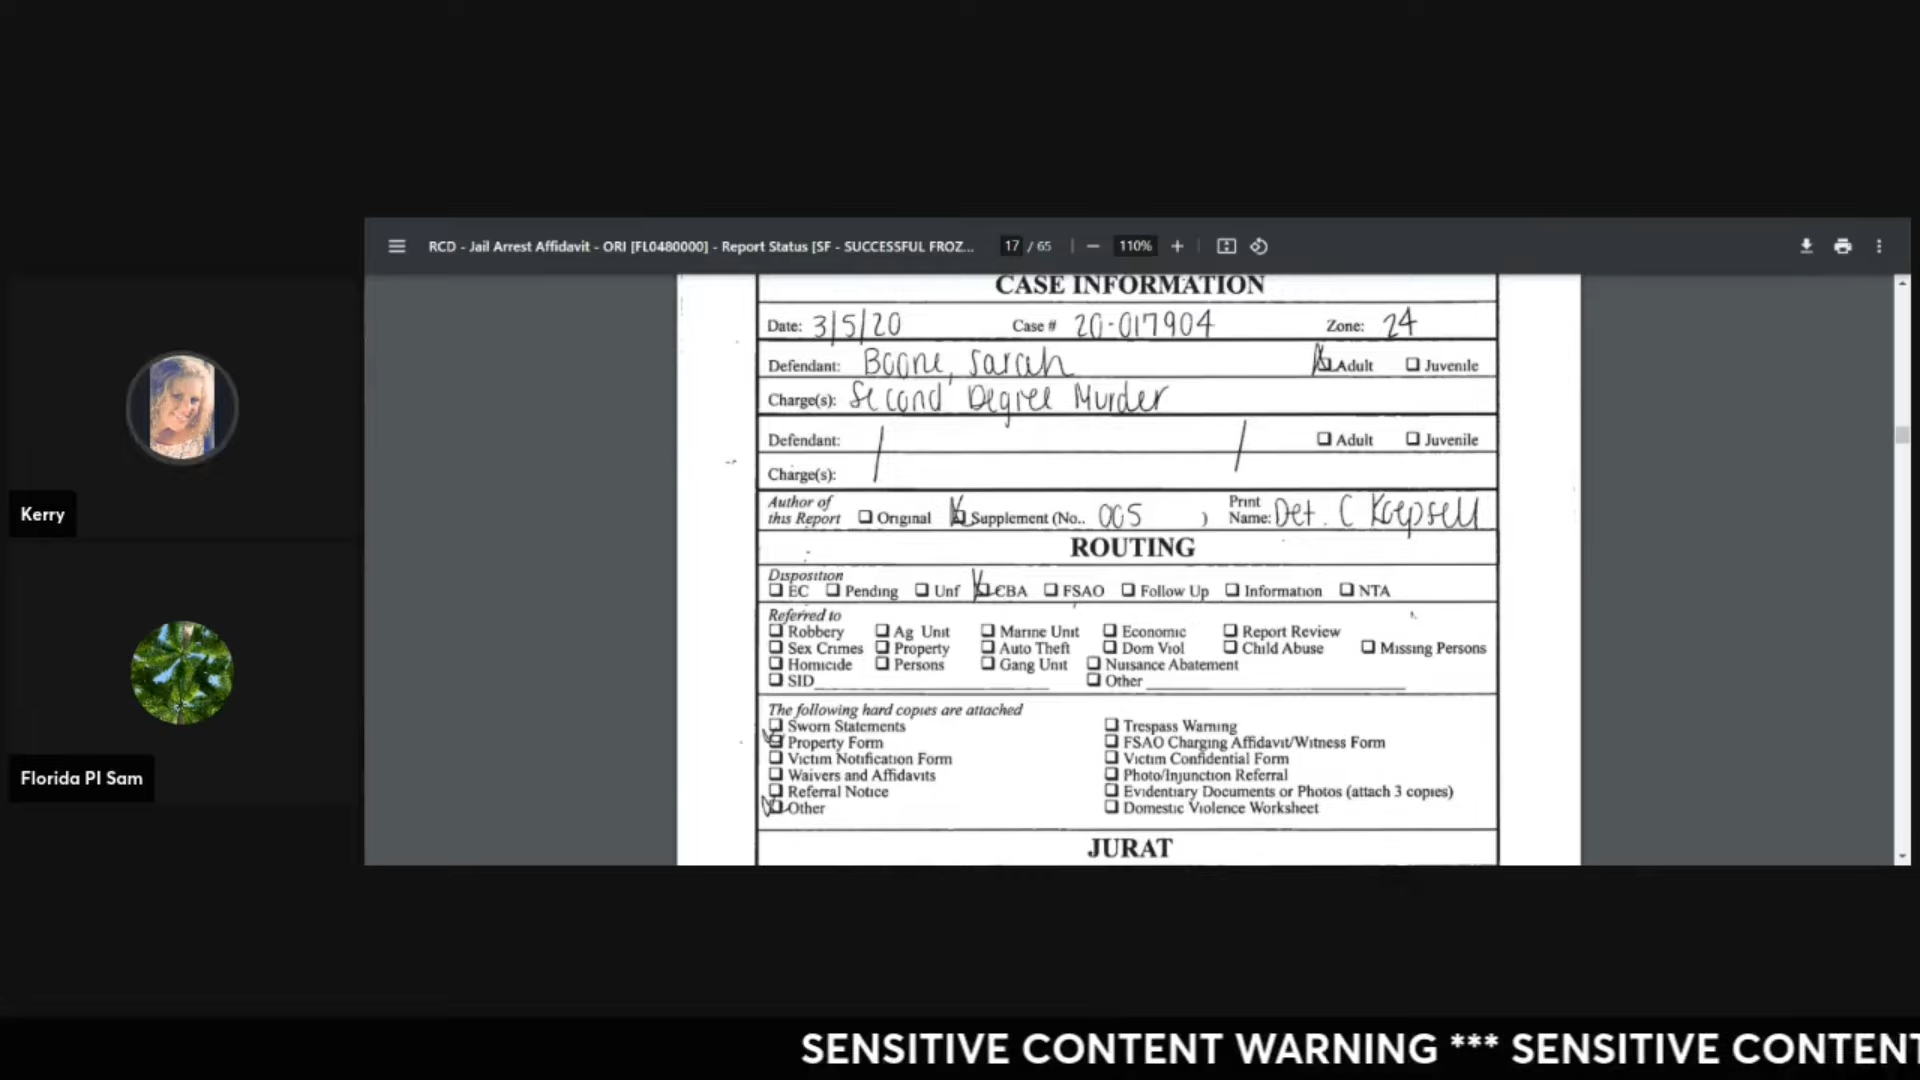 RCD - Jail Arrest Affidavit - ORI [FL0480000] - Report Status [SF - SUCCESSFUL FROZ... 17 / 65 110%
CASE INFORMATION
Date: 3/5/20 Case # 20-017904 Zone: 24
Defendant: Boone, Sarah Adult Juvenile
Charge(s): Second Degree Murder
Defendant: Adult Juvenile
Charge(s):
Author of
this Report Original Supplement (No.. 005 ) Print
Name: Det. C Koepsell
ROUTING
Disposition
EC Pending Unf CBA FSAO Follow Up Information NTA
Referred to
Robbery Ag Unit Marine Unit Economic Report Review
Sex Crimes Property Auto Theft Dom Viol Child Abuse Missing Persons
Homicide Persons Gang Unit Nuisance Abatement
SID Other
The following hard copies are attached
Sworn Statements Trespass Warning
Property Form FSAO Charging Affidavit/Witness Form
Victim Notification Form Victim Confidential Form
Waivers and Affidavits Photo/Injunction Referral
Referral Notice Evidentiary Documents or Photos (attach 3 copies)
Other Domestic Violence Worksheet
JURAT
Kerry
Florida PI Sam
SENSITIVE CONTENT WARNING *** SENSITIVE CONTENT